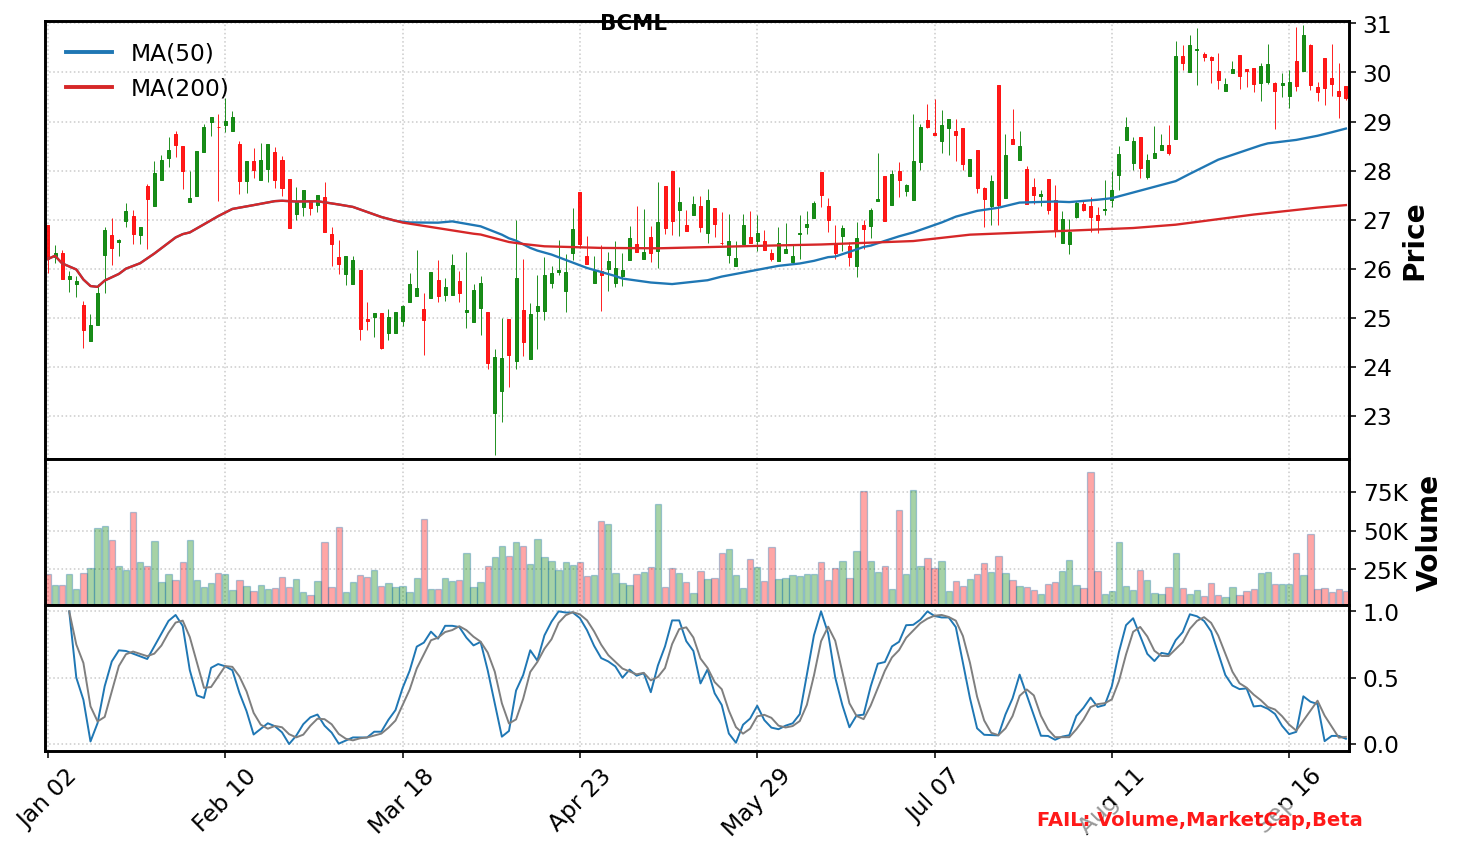 BCML
MA(50)
MA(200)
31
30
29
28
27
26
25
24
23
Price
75K
50K
25K
Volume
1.0
0.5
0.0
Jan 02
Feb 10
Mar 18
Apr 23
May 29
Jul 07
Aug 11
Sep 16
FAIL: Volume,MarketCap,Beta